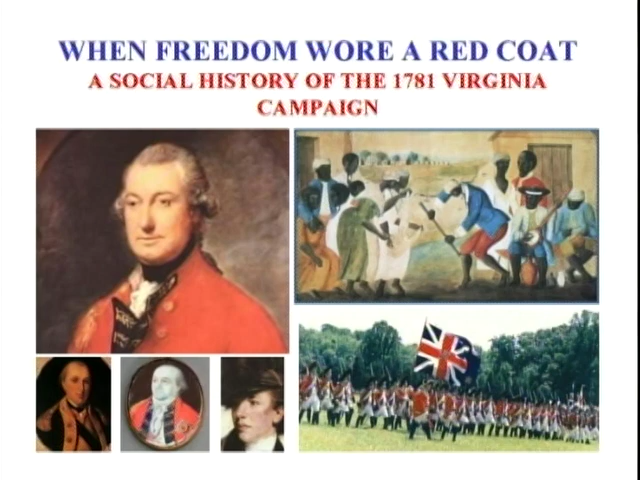 WHEN FREEDOM WORE A RED COAT
A SOCIAL HISTORY OF THE 1781 VIRGINIA
CAMPAIGN